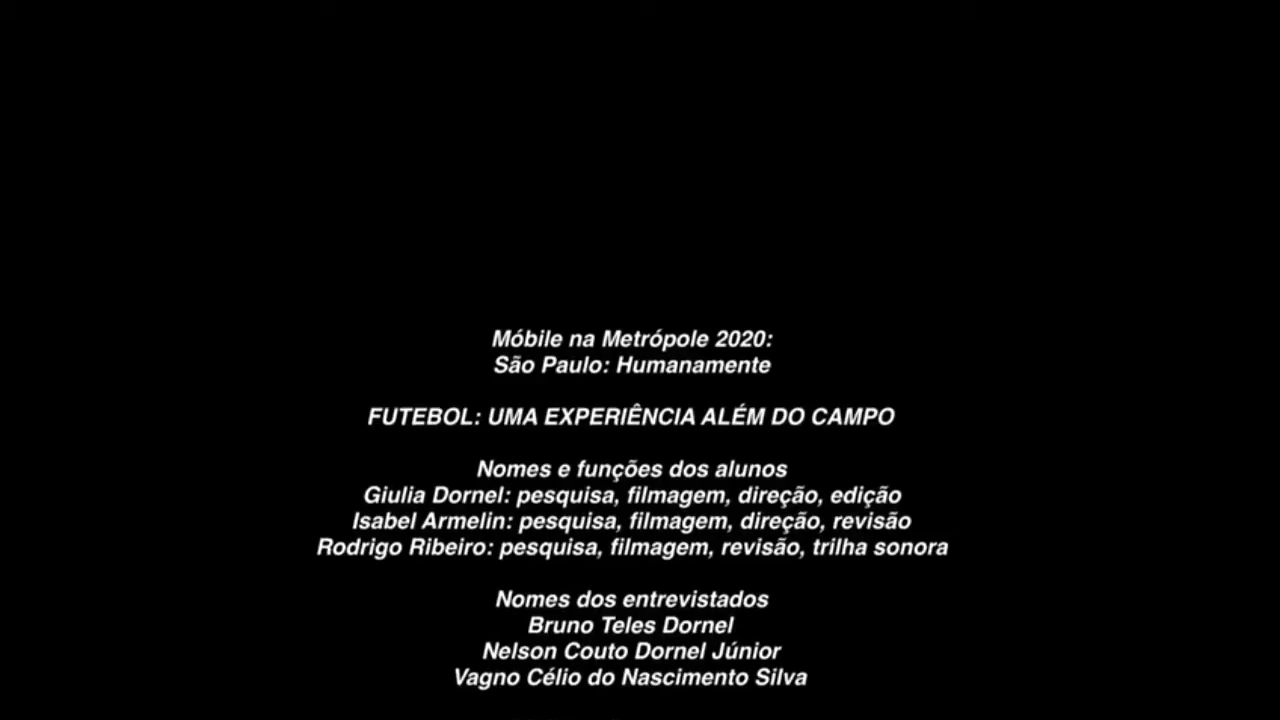 Móbile na Metrópole 2020:
São Paulo: Humanamente
FUTEBOL: UMA EXPERIÊNCIA ALÉM DO CAMPO
Nomes e funções dos alunos
Giulia Dornel: pesquisa, filmagem, direção, edição
Isabel Armelin: pesquisa, filmagem, direção, revisão
Rodrigo Ribeiro: pesquisa, filmagem, revisão, trilha sonora
Nomes dos entrevistados
Bruno Teles Dornel
Nelson Couto Dornel Júnior
Vagno Célio do Nascimento Silva